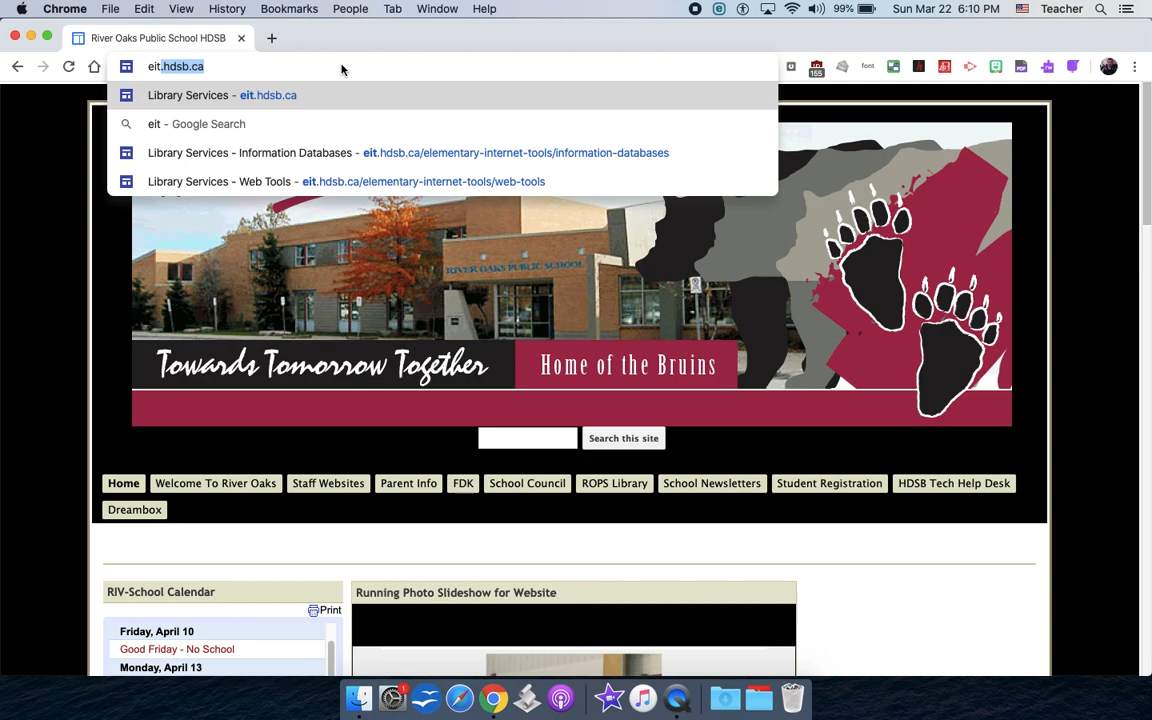 Chrome File Edit View History Bookmarks People Tab Window Help 99% Sun Mar 22 6:10 PM Teacher
River Oaks Public School HDSB
eit.hdsb.ca
155 font PDF
Library Services - eit.hdsb.ca
eit - Google Search
Library Services - Information Databases - eit.hdsb.ca/elementary-internet-tools/information-databases
Library Services - Web Tools - eit.hdsb.ca/elementary-internet-tools/web-tools
RIVER OAKS PUBLIC SCHOOL
Towards Tomorrow Together Home of the Bruins
Search this site
Home Welcome To River Oaks Staff Websites Parent Info FDK School Council ROPS Library School Newsletters Student Registration HDSB Tech Help Desk
Dreambox
RIV-School Calendar Running Photo Slideshow for Website
Print
Friday, April 10
Good Friday - No School
Monday, April 13
1